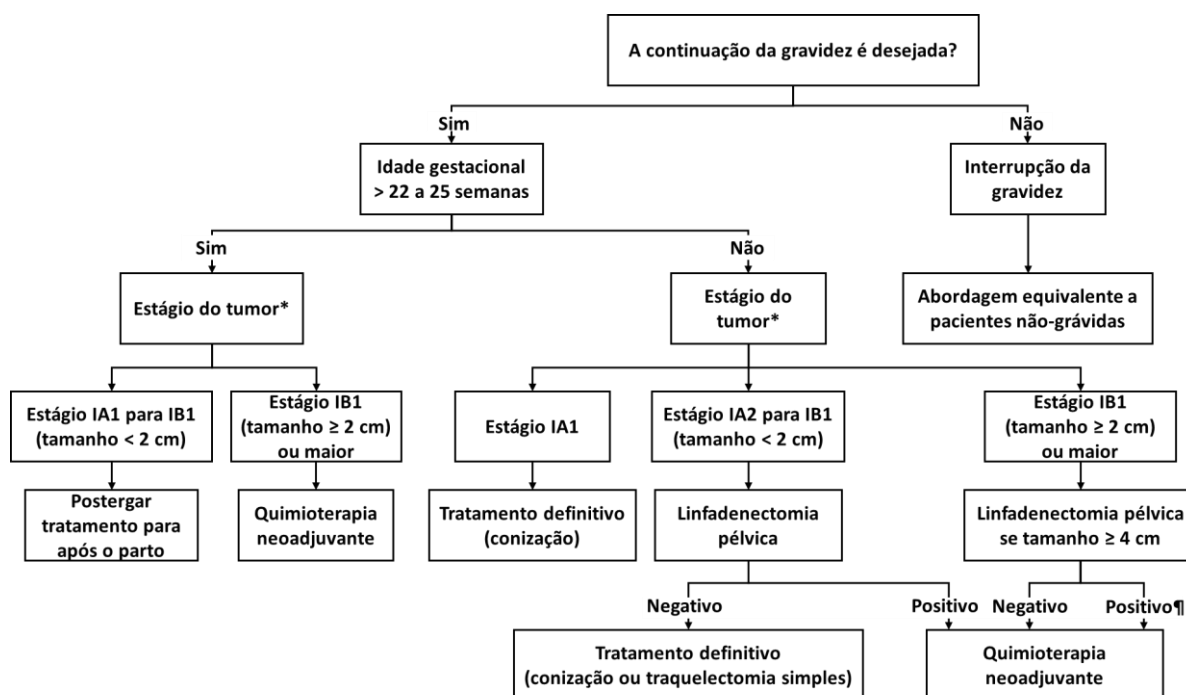 A continuação da gravidez é desejada?
Sim
Não
Idade gestacional
> 22 a 25 semanas
Interrupção da
gravidez
Sim
Não
Estágio do tumor*
Estágio do
tumor*
Abordagem equivalente a
pacientes não-grávidas
Estágio IA1 para IB1
(tamanho < 2 cm)
Estágio IB1
(tamanho ≥ 2 cm)
ou maior
Estágio IA1
Estágio IA2 para IB1
(tamanho < 2 cm)
Estágio IB1
(tamanho ≥ 2 cm)
ou maior
Postergar
tratamento para
após o parto
Quimioterapia
neoadjuvante
Tratamento definitivo
(conização)
Linfadenectomia
pélvica
Linfadenectomia pélvica
se tamanho ≥ 4 cm
Negativo
Positivo
Negativo
Positivo¶
Tratamento definitivo
(conização ou traquelectomia simples)
Quimioterapia
neoadjuvante